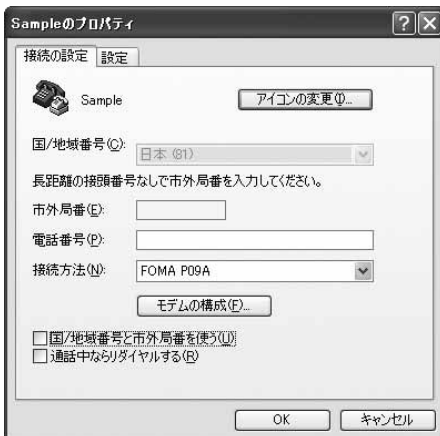 Sampleのプロパティ
接続の設定 設定
Sample
アイコンの変更(I)...
国/地域番号(C):
日本 (81)
長距離の接頭番号なしで市外局番を入力してください。
市外局番(E):
電話番号(P):
接続方法(N):
FOMA P09A
モデムの構成(F)...
国/地域番号と市外局番を使う(U)
通話中ならリダイヤルする(R)
OK キャンセル